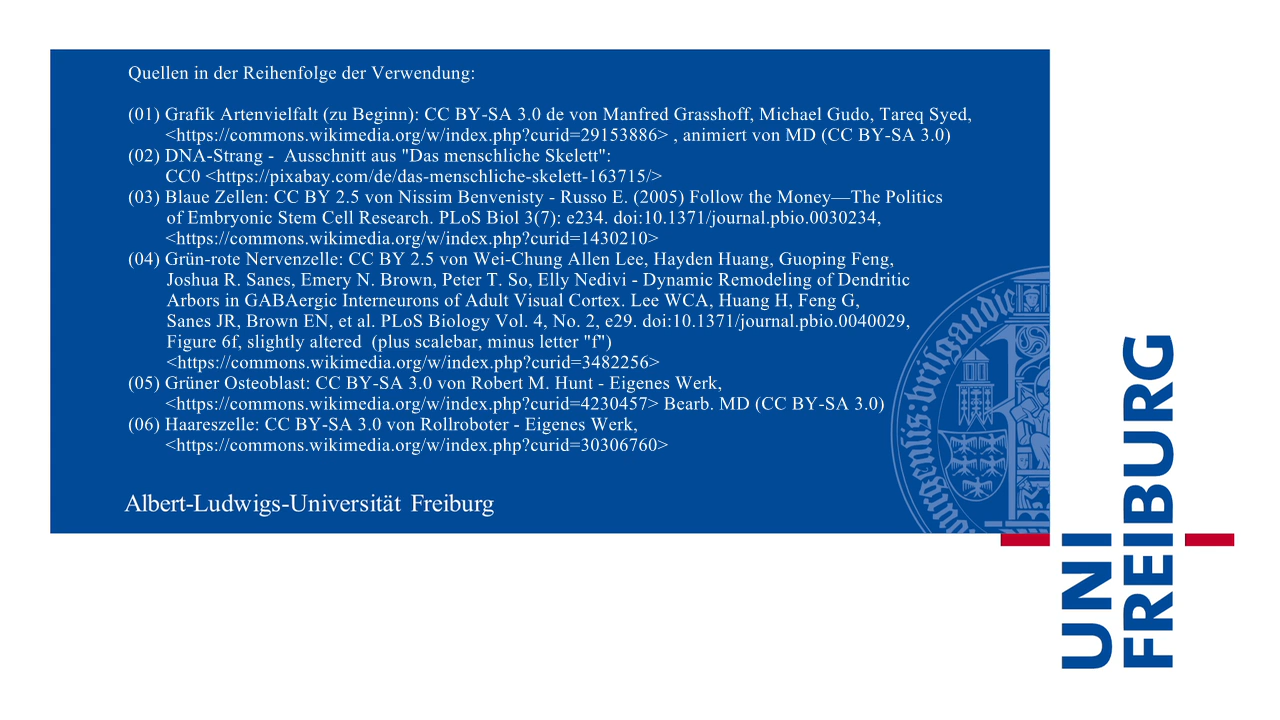 Quellen in der Reihenfolge der Verwendung:
(01) Grafik Artenvielfalt (zu Beginn): CC BY-SA 3.0 de von Manfred Grasshoff, Michael Gudo, Tareq Syed,
<https://commons.wikimedia.org/w/index.php?curid=29153886> , animiert von MD (CC BY-SA 3.0)
(02) DNA-Strang - Ausschnitt aus "Das menschliche Skelett":
CC0 <https://pixabay.com/de/das-menschliche-skelett-163715/>
(03) Blaue Zellen: CC BY 2.5 von Nissim Benvenisty - Russo E. (2005) Follow the Money—The Politics
of Embryonic Stem Cell Research. PLoS Biol 3(7): e234. doi:10.1371/journal.pbio.0030234,
<https://commons.wikimedia.org/w/index.php?curid=1430210>
(04) Grün-rote Nervenzelle: CC BY 2.5 von Wei-Chung Allen Lee, Hayden Huang, Guoping Feng,
Joshua R. Sanes, Emery N. Brown, Peter T. So, Elly Nedivi - Dynamic Remodeling of Dendritic
Arbors in GABAergic Interneurons of Adult Visual Cortex. Lee WCA, Huang H, Feng G,
Sanes JR, Brown EN, et al. PLoS Biology Vol. 4, No. 2, e29. doi:10.1371/journal.pbio.0040029,
Figure 6f, slightly altered (plus scalebar, minus letter "f")
<https://commons.wikimedia.org/w/index.php?curid=3482256>
(05) Grüner Osteoblast: CC BY-SA 3.0 von Robert M. Hunt - Eigenes Werk,
<https://commons.wikimedia.org/w/index.php?curid=4230457> Bearb. MD (CC BY-SA 3.0)
(06) Haareszelle: CC BY-SA 3.0 von Rollroboter - Eigenes Werk,
<https://commons.wikimedia.org/w/index.php?curid=30306760>
Albert-Ludwigs-Universität Freiburg
UNI
FREIBURG